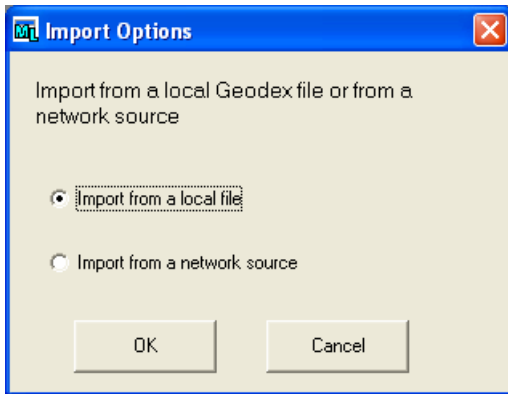 ML Import Options
Import from a local Geodex file or from a
network source
Import from a local file
Import from a network source
OK
Cancel